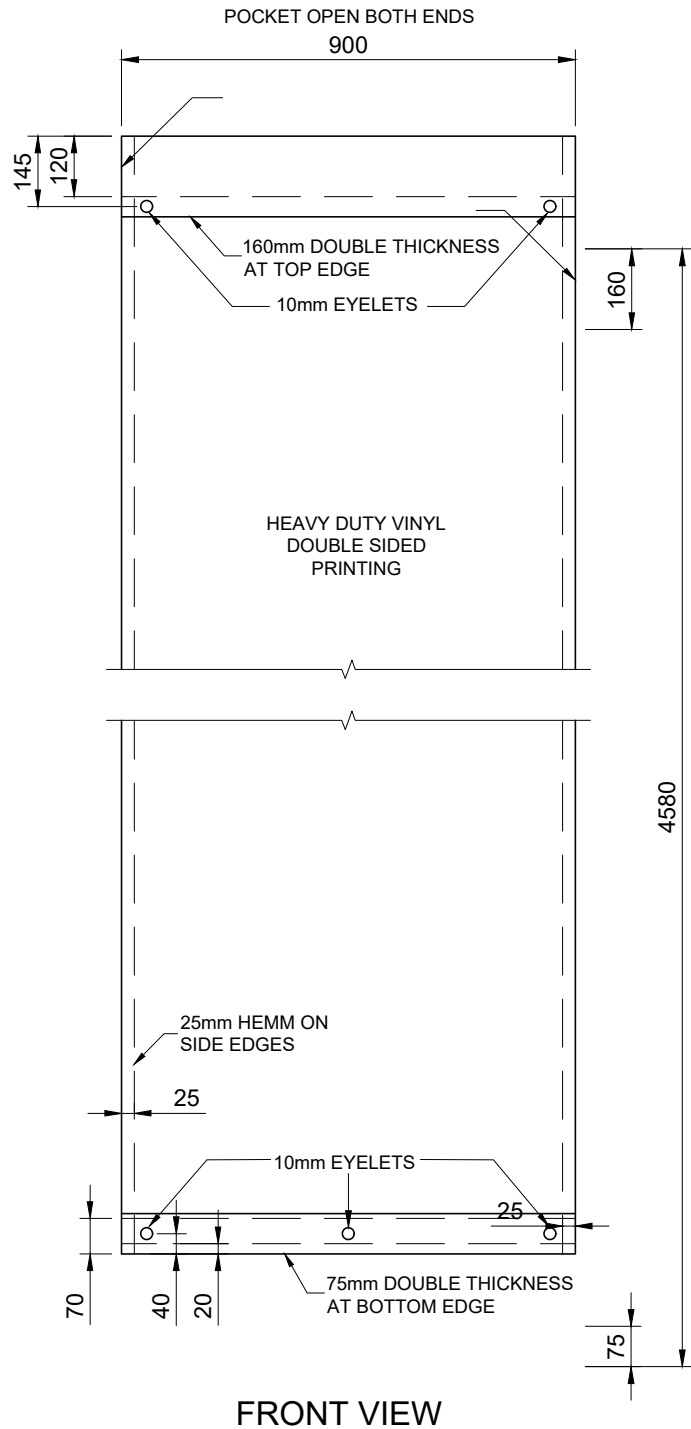 POCKET OPEN BOTH ENDS
900
145
120
160mm DOUBLE THICKNESS
AT TOP EDGE
10mm EYELETS
160
HEAVY DUTY VINYL
DOUBLE SIDED
PRINTING
4580
25mm HEMM ON
SIDE EDGES
25
10mm EYELETS
25
70
40
20
75mm DOUBLE THICKNESS
AT BOTTOM EDGE
75
FRONT VIEW